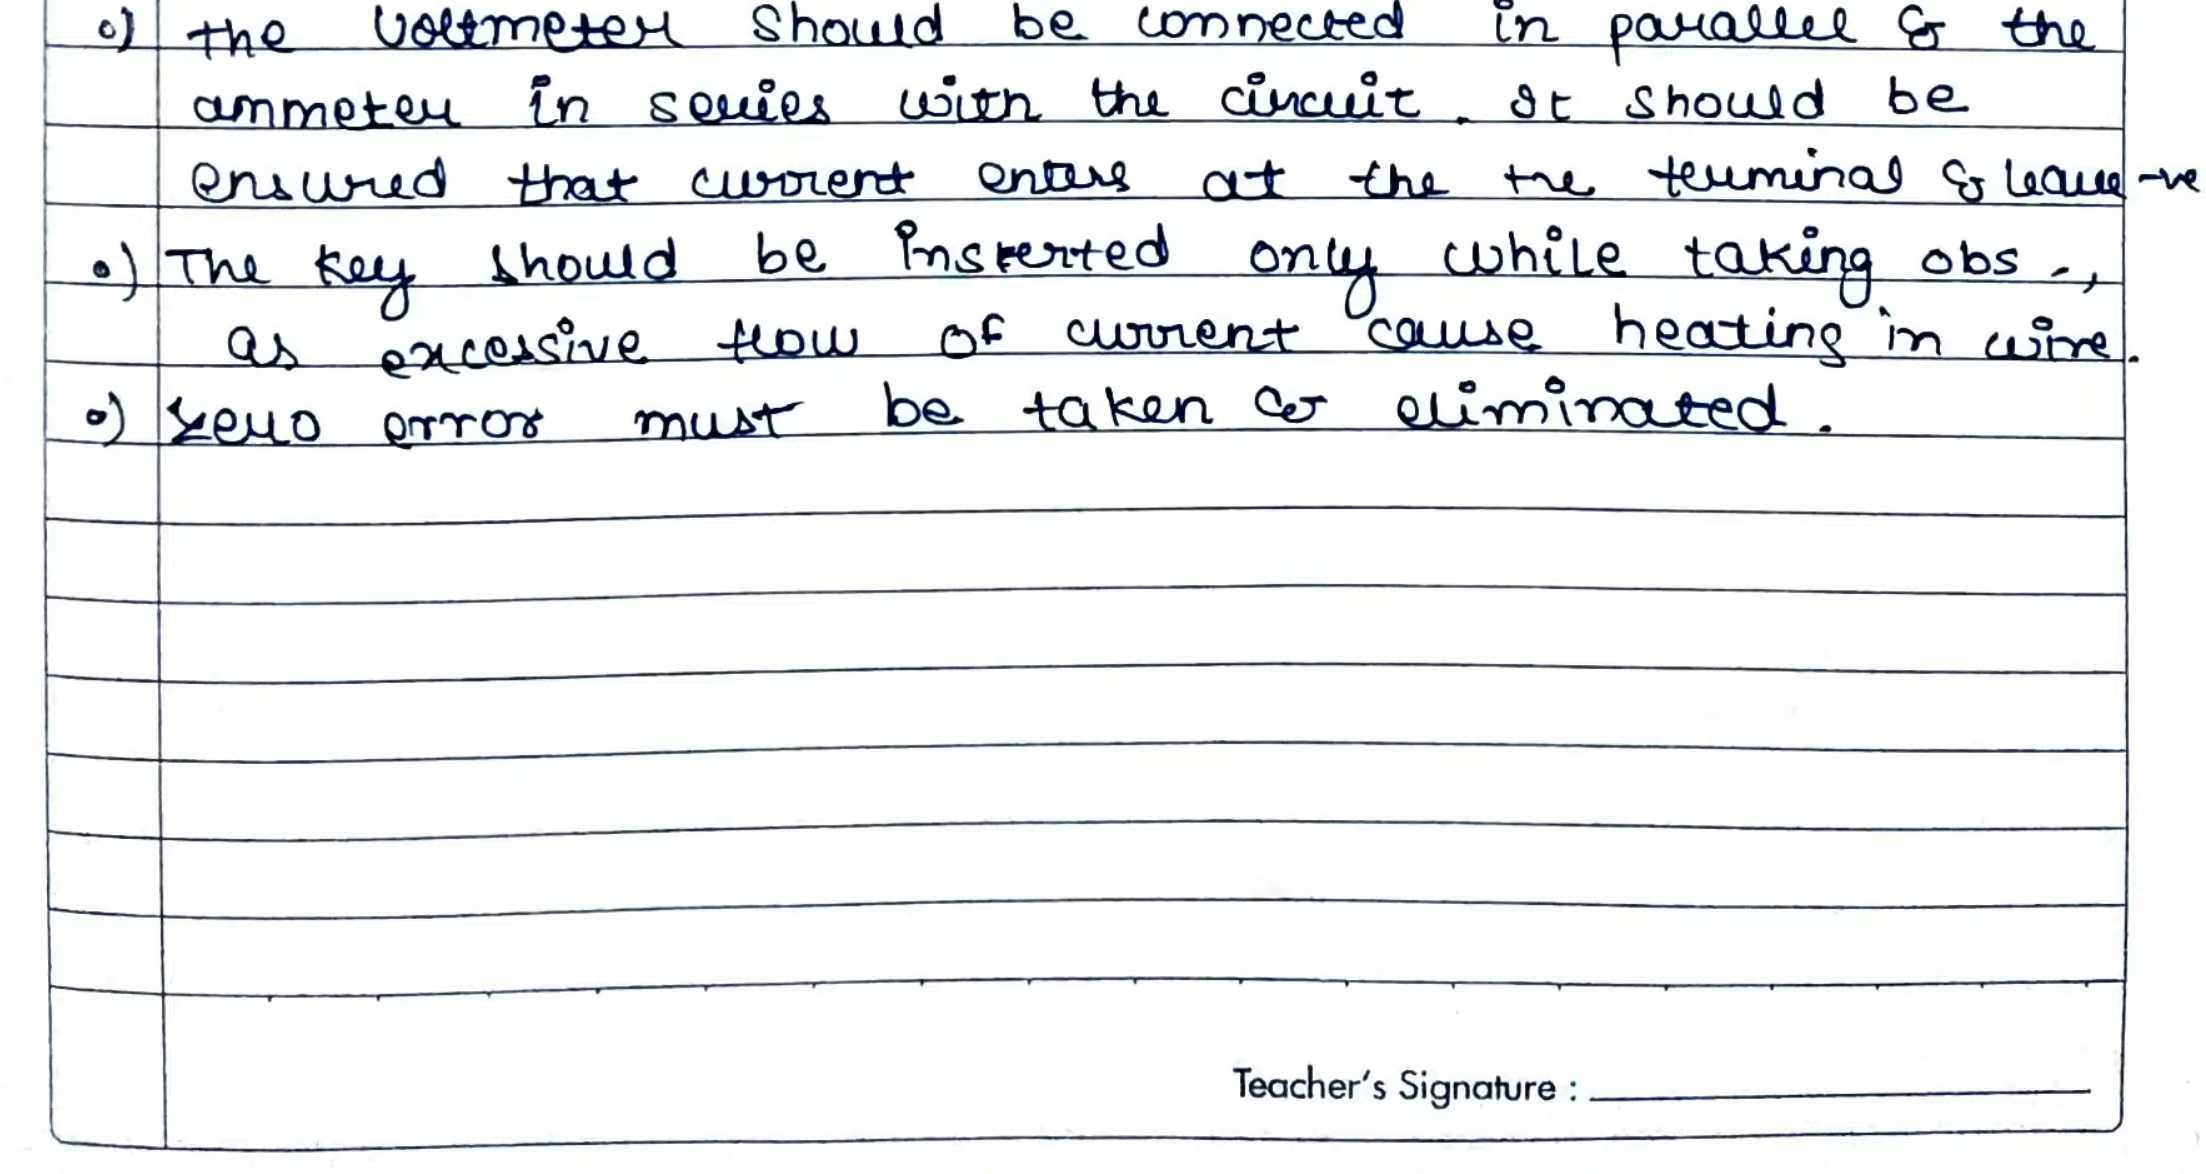 o) the Voltmeter should be connected in parallel & the
ammeter in series with the circuit. It should be
ensured that current enters at the +ve terminal & leave -ve
o) The key should be inserted only while taking obs.,
as excessive flow of current cause heating in wire.
o) zero error must be taken & eliminated.
Teacher's Signature :